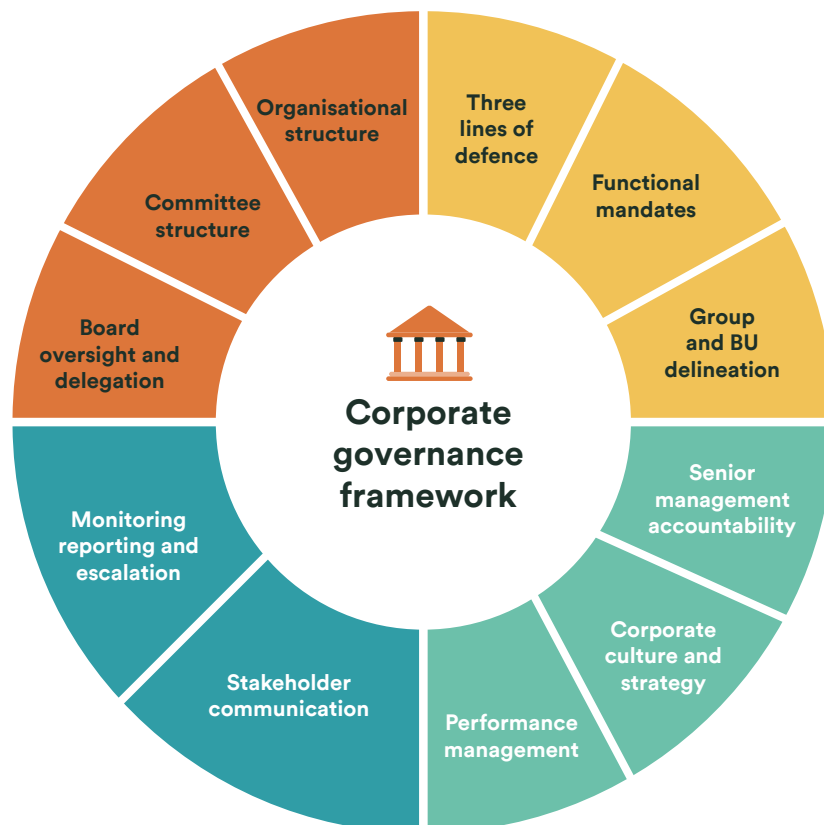 Organisational
structure
Three
lines of
defence
Committee
structure
Functional
mandates
Board
oversight and
delegation
Group
and BU
delineation
Corporate
governance
framework
Monitoring
reporting and
escalation
Senior
management
accountability
Stakeholder
communication
Corporate
culture and
strategy
Performance
management